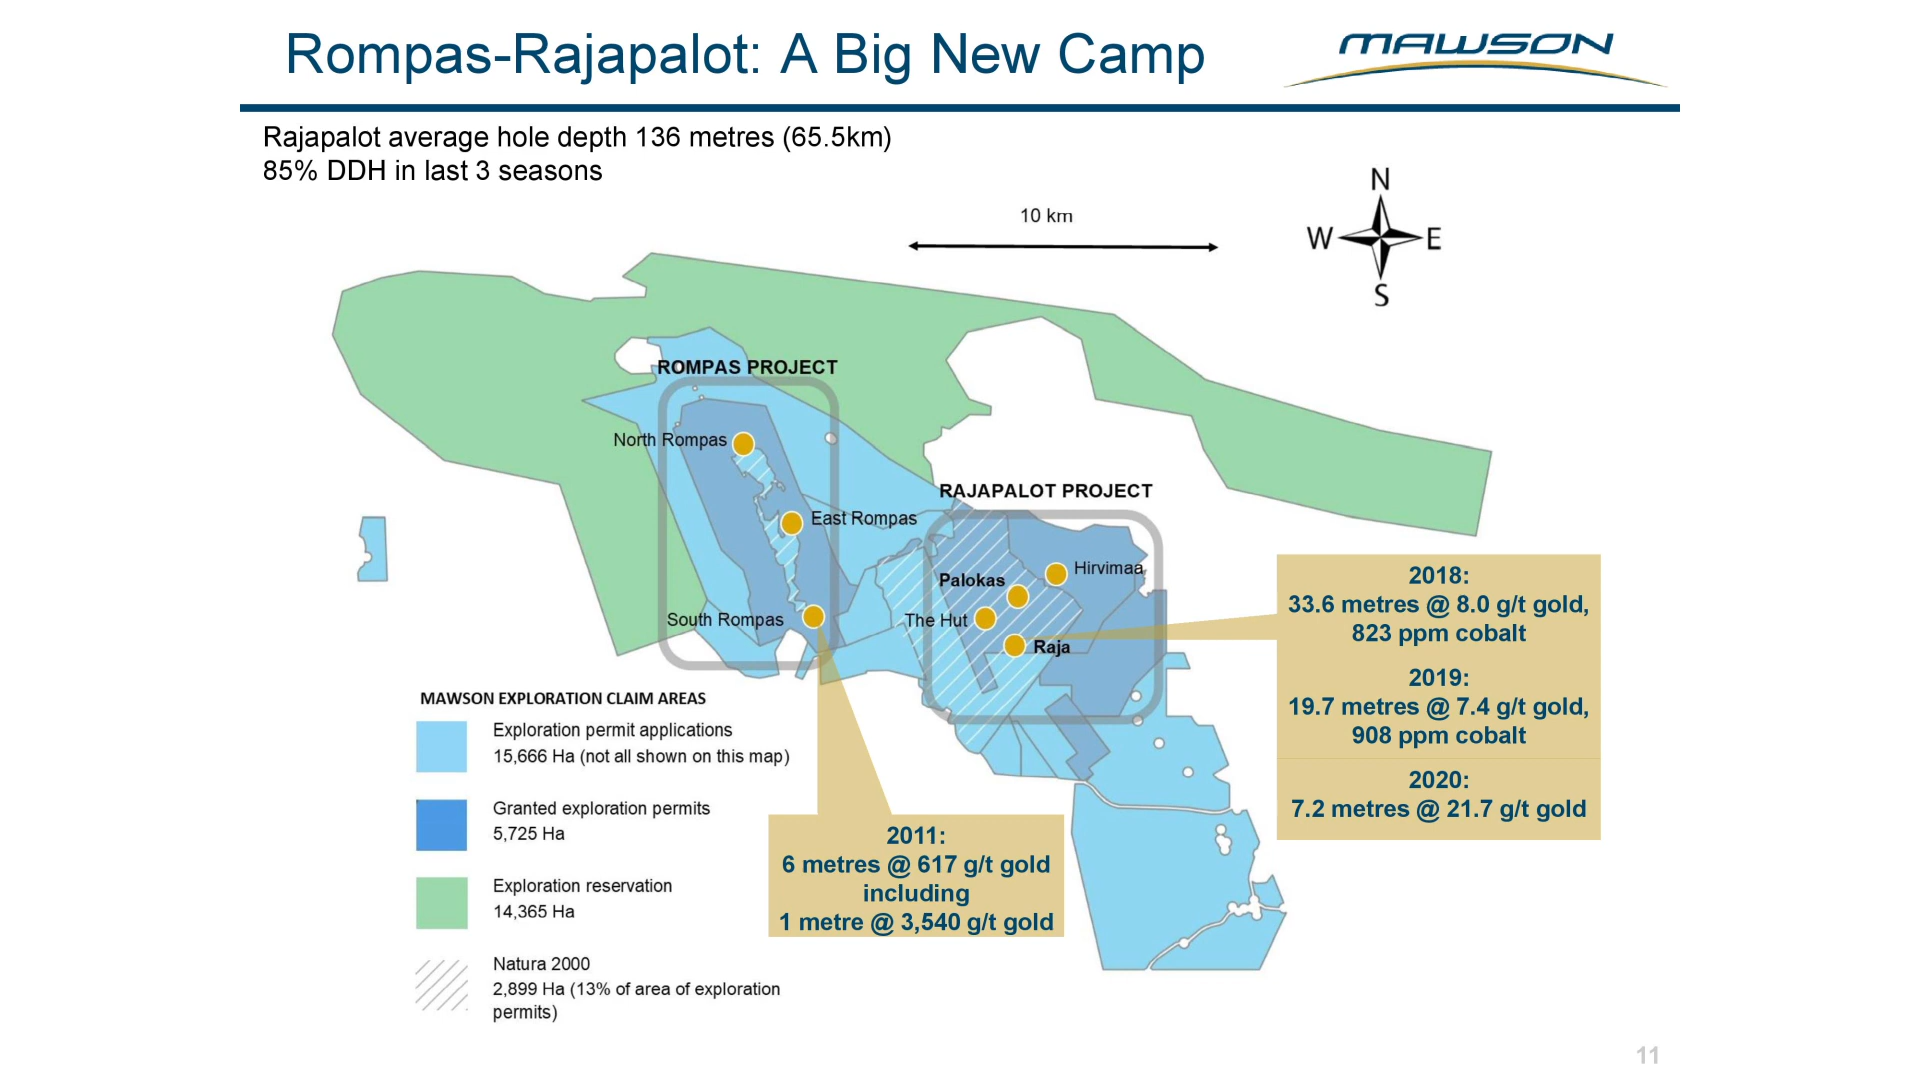 Rompas-Rajapalot: A Big New Camp
MAWSON
Rajapalot average hole depth 136 metres (65.5km)
85% DDH in last 3 seasons
10 km
N
W
E
S
ROMPAS PROJECT
North Rompas
East Rompas
South Rompas
RAJAPALOT PROJECT
Hirvimaa
Palokas
The Hut
Raja
2018:
33.6 metres @ 8.0 g/t gold,
823 ppm cobalt
2019:
19.7 metres @ 7.4 g/t gold,
908 ppm cobalt
2020:
7.2 metres @ 21.7 g/t gold
2011:
6 metres @ 617 g/t gold
including
1 metre @ 3,540 g/t gold
MAWSON EXPLORATION CLAIM AREAS
Exploration permit applications
15,666 Ha (not all shown on this map)
Granted exploration permits
5,725 Ha
Exploration reservation
14,365 Ha
Natura 2000
2,899 Ha (13% of area of exploration
permits)
11